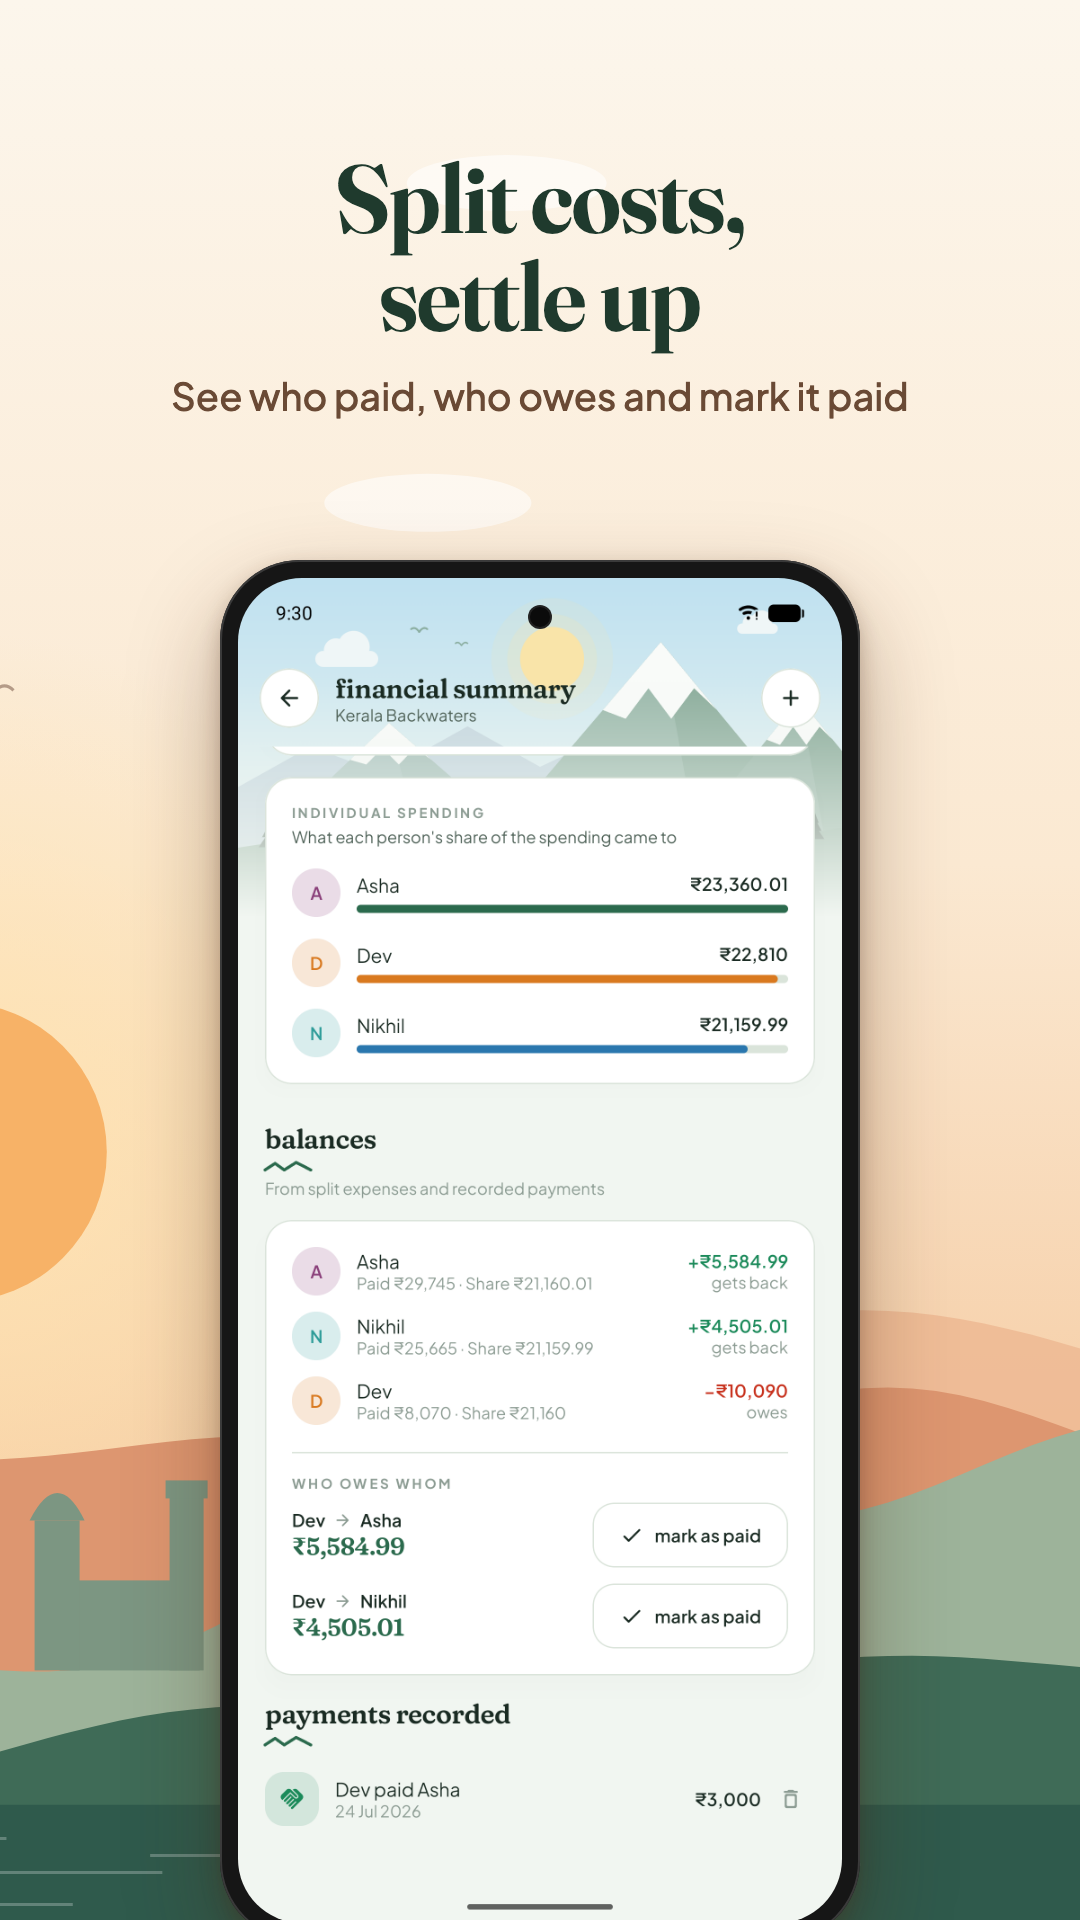 Split costs,
settle up
See who paid, who owes and mark it paid
9:30
financial summary
Kerala Backwaters
INDIVIDUAL SPENDING
What each person's share of the spending came to
A Asha ₹23,360.01
D Dev ₹22,810
N Nikhil ₹21,159.99
balances
From split expenses and recorded payments
A Asha +₹5,584.99
Paid ₹29,745 · Share ₹21,160.01 gets back
N Nikhil +₹4,505.01
Paid ₹25,665 · Share ₹21,159.99 gets back
D Dev -₹10,090
Paid ₹8,070 · Share ₹21,160 owes
WHO OWES WHOM
Dev → Asha
₹5,584.99
mark as paid
Dev → Nikhil
₹4,505.01
mark as paid
payments recorded
Dev paid Asha ₹3,000
24 Jul 2026